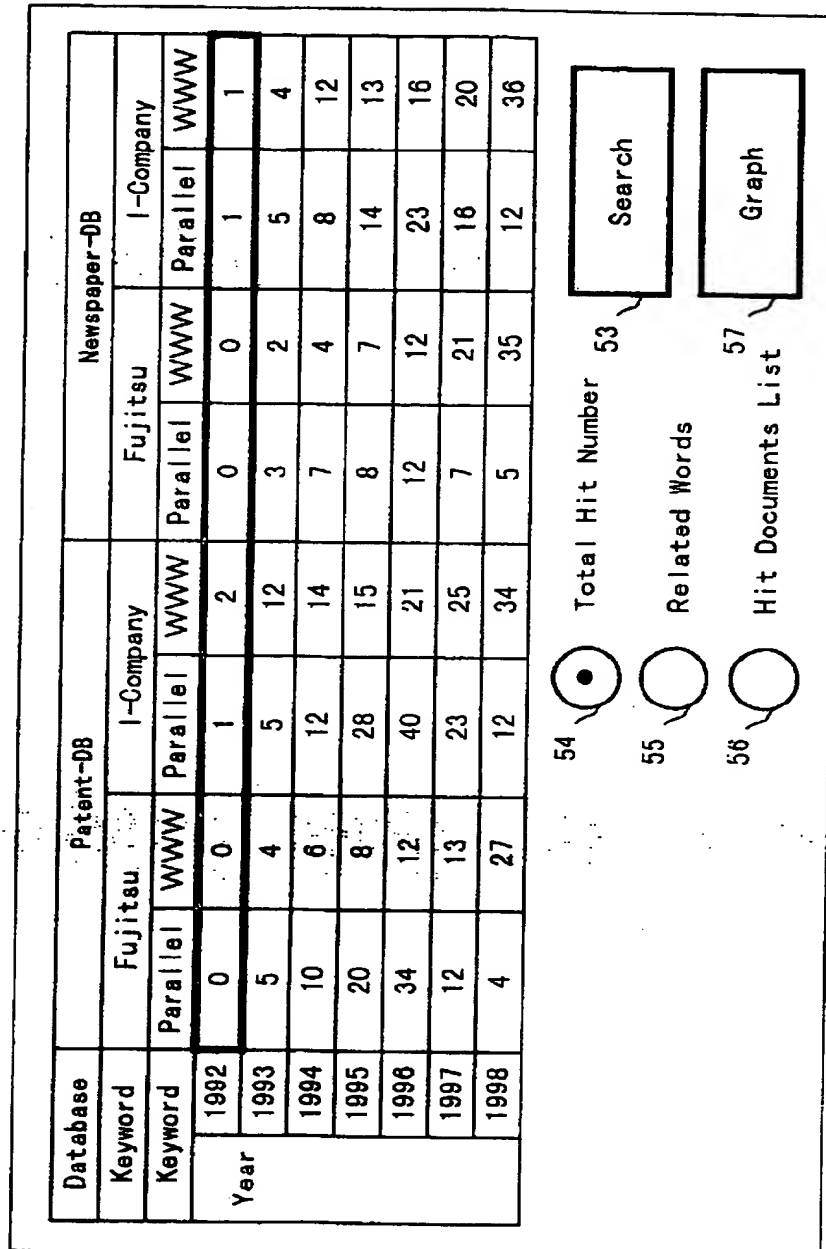 Database Patent-DB Newspaper-DB
Keyword Fujitsu I-Company Fujitsu I-Company
Keyword Parallel WWW Parallel WWW Parallel WWW Parallel WWW
Year 1992 0 0 1 2 0 0 1 1
1993 5 4 5 12 3 2 5 4
1994 10 6 12 14 7 4 8 12
1995 20 8 28 15 8 7 14 13
1996 34 12 40 21 12 12 23 16
1997 12 13 23 25 7 21 16 20
1998 4 27 12 34 5 35 12 36
54 Total Hit Number 53 Search
55 Related Words
56 Hit Documents List 57 Graph